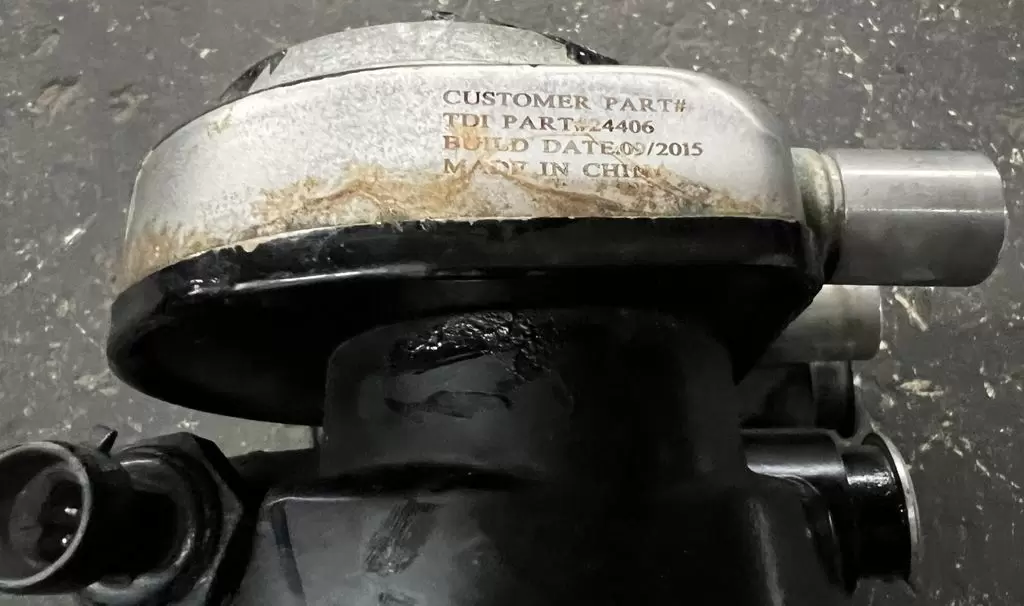 CUSTOMER PART#
TDI PART#24406
BUILD DATE:09/2015
MADE IN CHINA